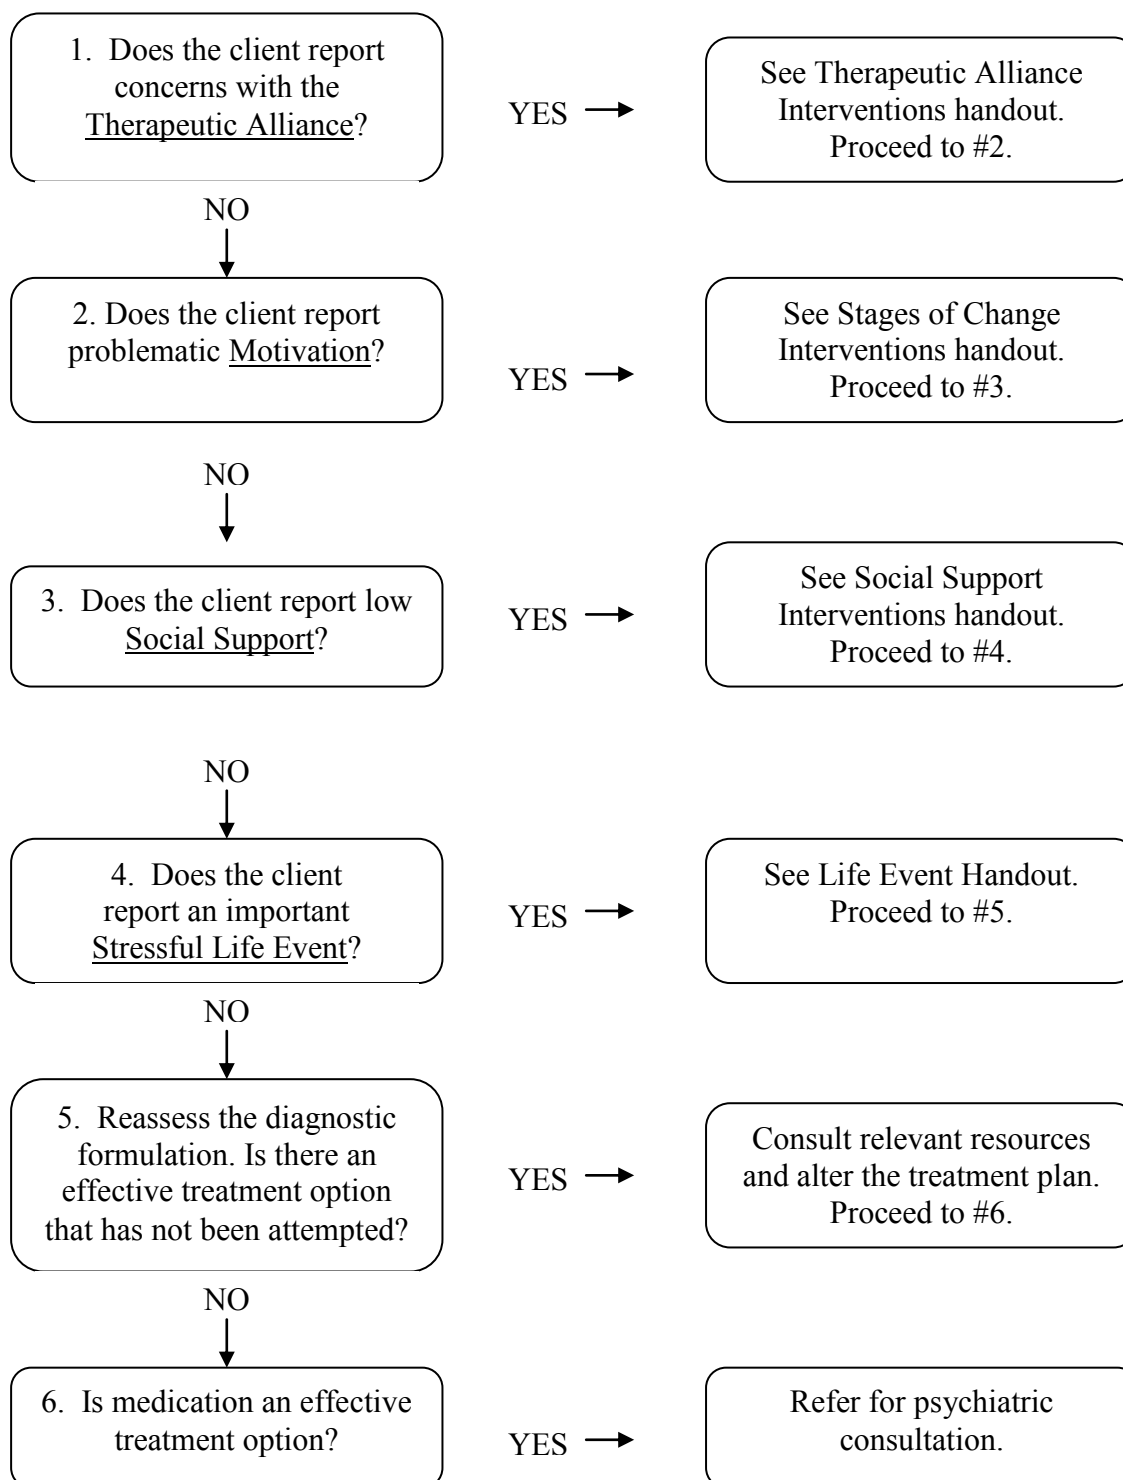 1.  Does the client report
concerns with the
Therapeutic Alliance?
YES
See Therapeutic Alliance
Interventions handout.
Proceed to #2.
NO
2. Does the client report
problematic Motivation?
YES
See Stages of Change
Interventions handout.
Proceed to #3.
NO
3.  Does the client report low
Social Support?
YES
See Social Support
Interventions handout.
Proceed to #4.
NO
4.  Does the client
report an important
Stressful Life Event?
YES
See Life Event Handout.
Proceed to #5.
NO
5.  Reassess the diagnostic
formulation. Is there an
effective treatment option
that has not been attempted?
YES
Consult relevant resources
and alter the treatment plan.
Proceed to #6.
NO
6.  Is medication an effective
treatment option?
YES
Refer for psychiatric
consultation.